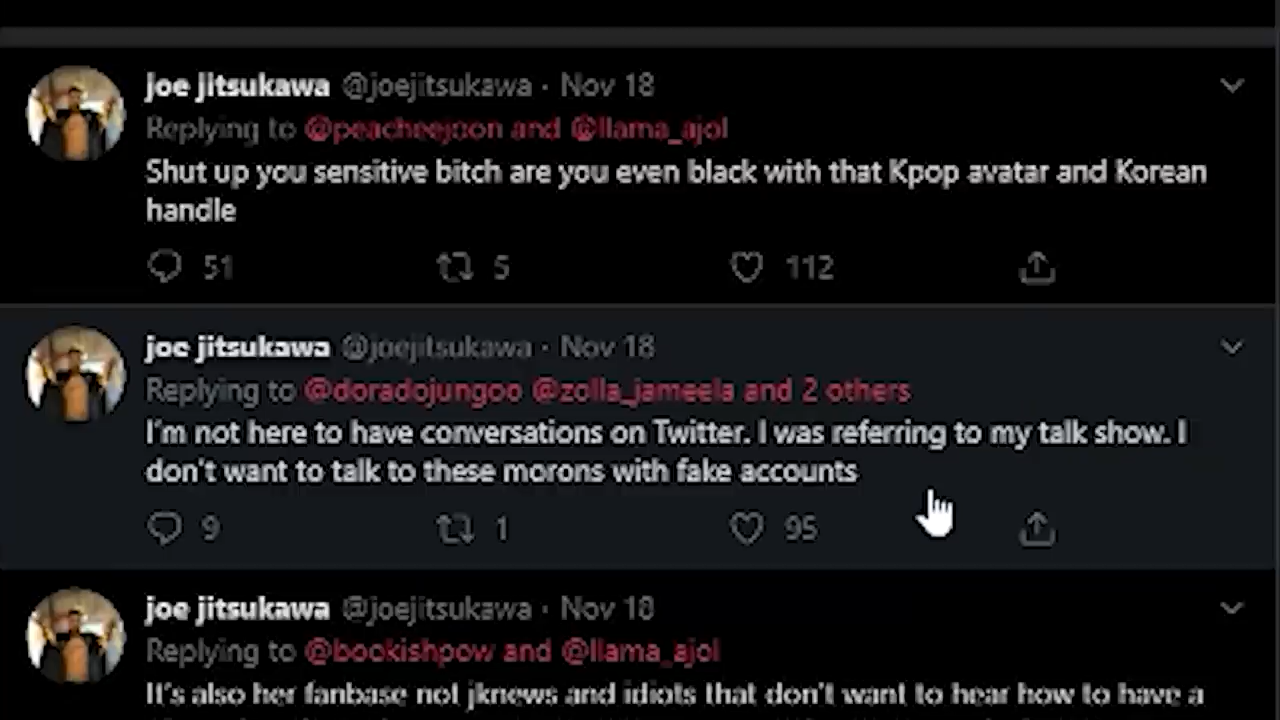 joe jitsukawa @joejitsukawa · Nov 18
Replying to @peacheejoon and @llama_ajol
Shut up you sensitive bitch are you even black with that Kpop avatar and Korean
handle
51 5 112
joe jitsukawa @joejitsukawa · Nov 18
Replying to @doradojungoo @zolla_jameela and 2 others
I'm not here to have conversations on Twitter. I was referring to my talk show. I
don't want to talk to these morons with fake accounts
9 1 95
joe jitsukawa @joejitsukawa · Nov 18
Replying to @bookishpow and @llama_ajol
It's also her fanbase not jknews and idiots that don't want to hear how to have a